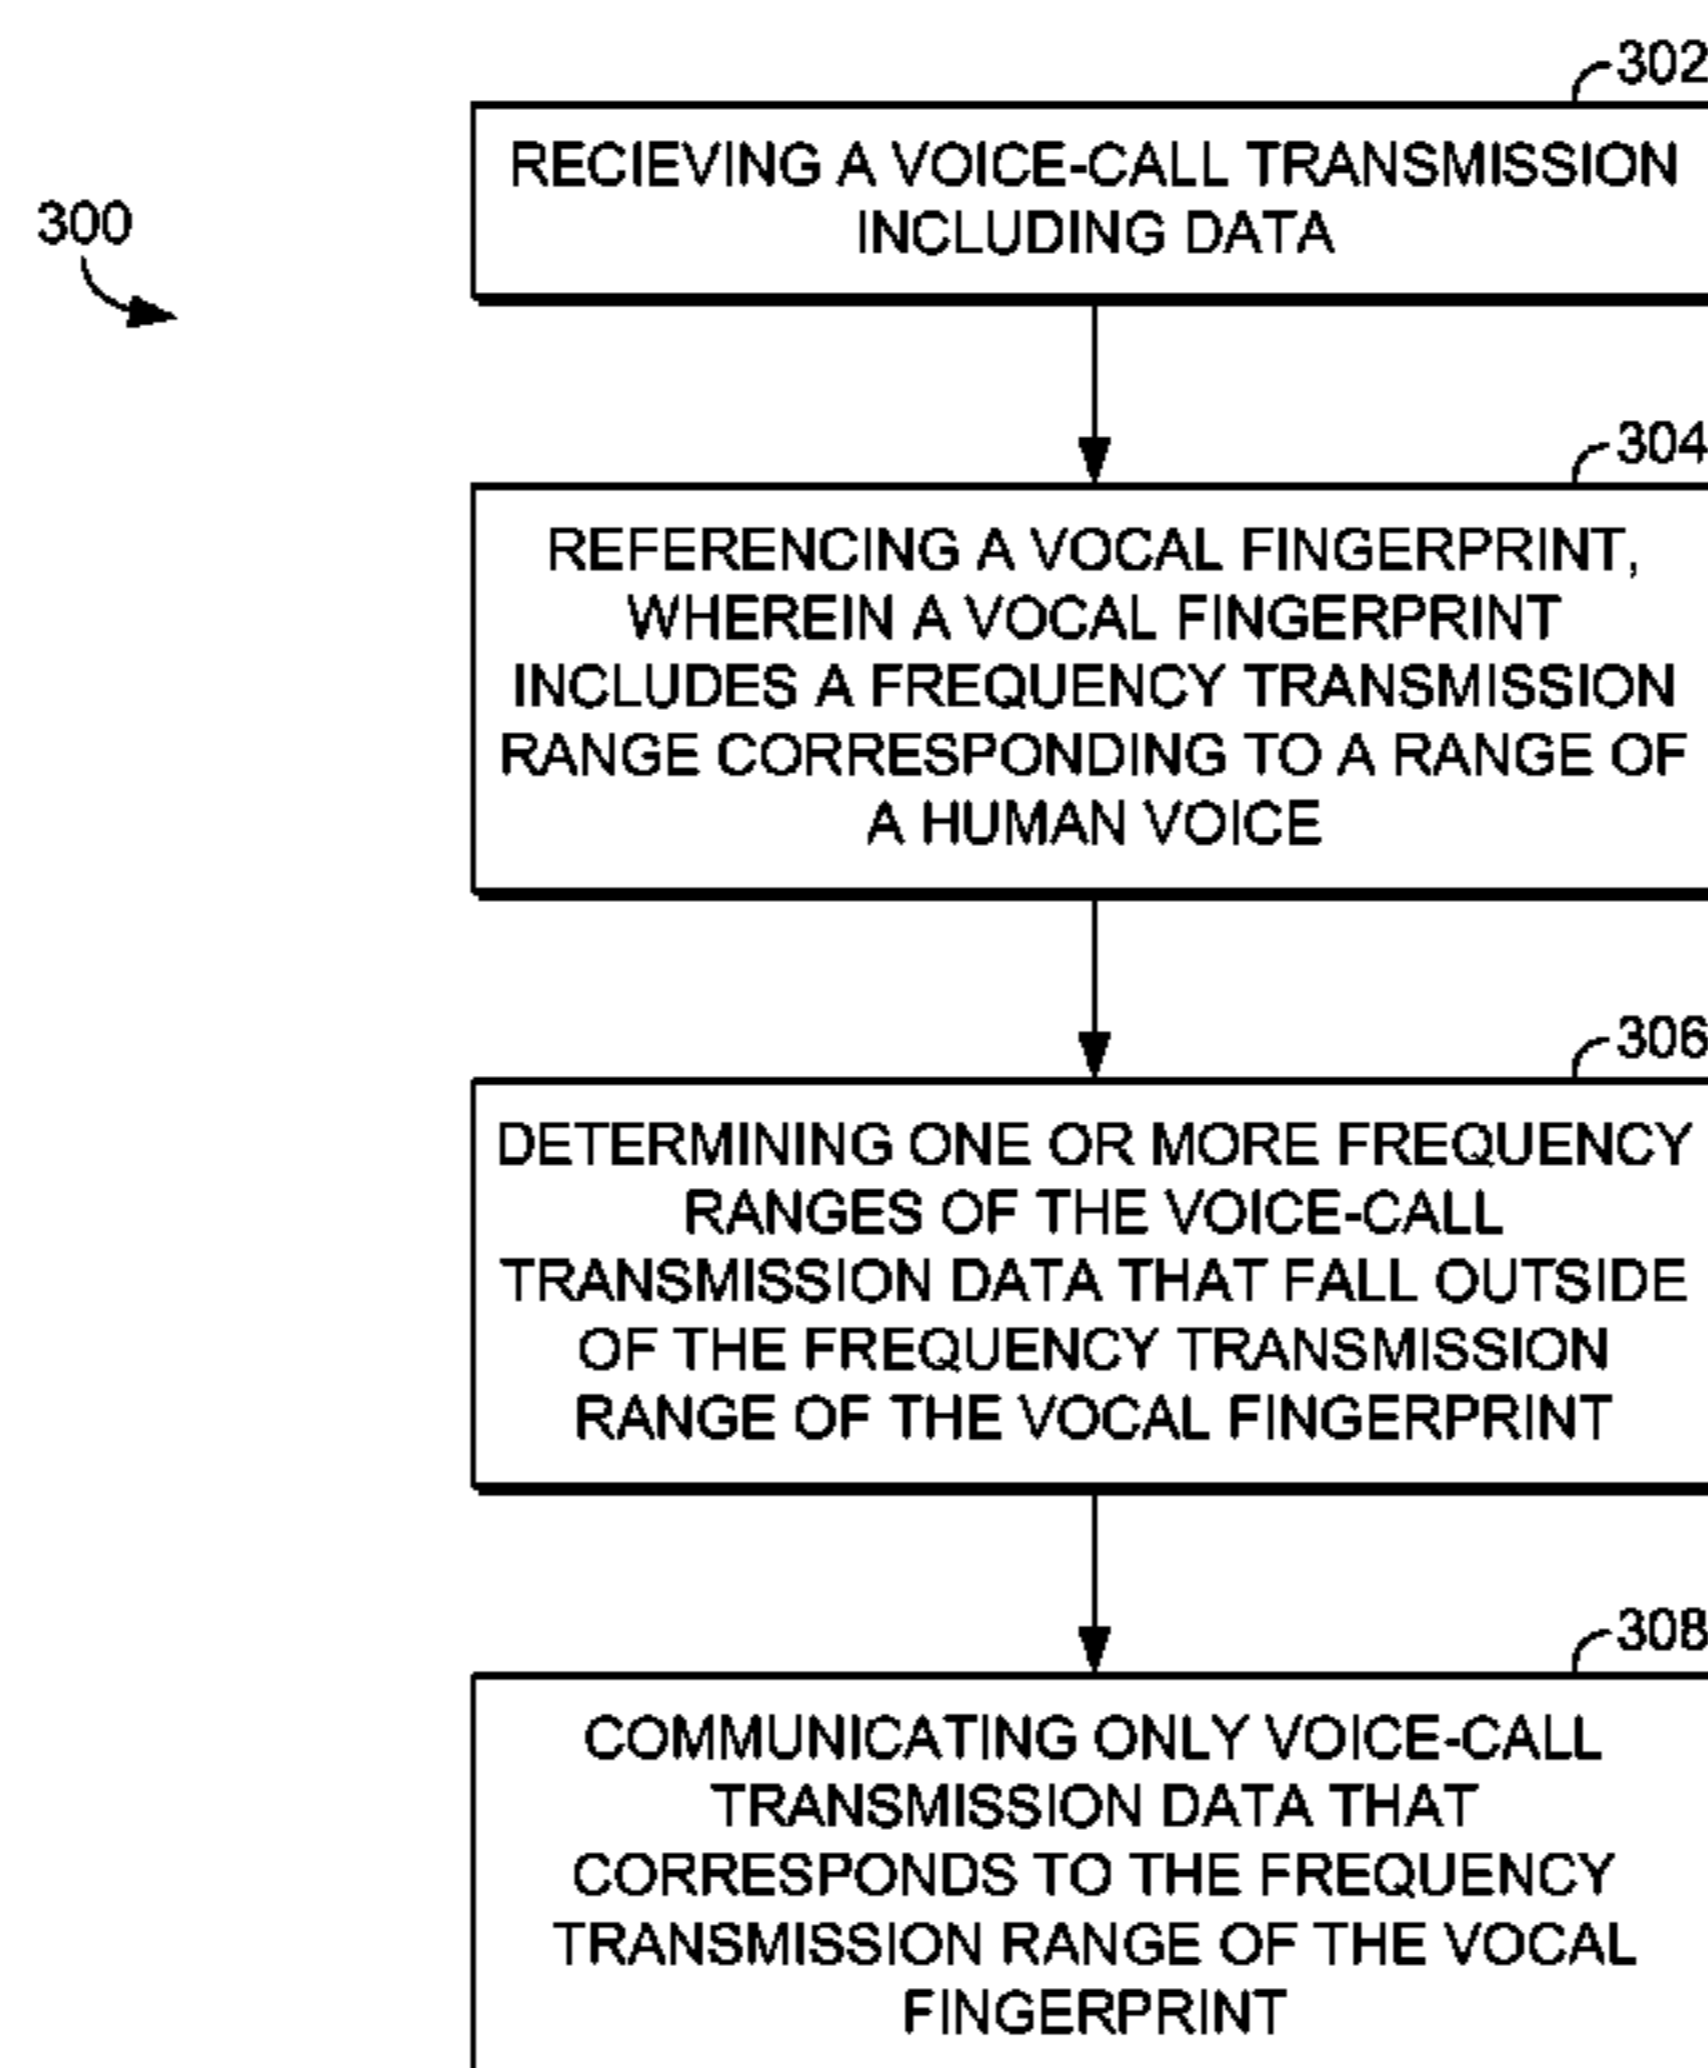 302
RECIEVING A VOICE-CALL TRANSMISSION
INCLUDING DATA
300
304
REFERENCING A VOCAL FINGERPRINT,
WHEREIN A VOCAL FINGERPRINT
INCLUDES A FREQUENCY TRANSMISSION
RANGE CORRESPONDING TO A RANGE OF
A HUMAN VOICE
306
DETERMINING ONE OR MORE FREQUENCY
RANGES OF THE VOICE-CALL
TRANSMISSION DATA THAT FALL OUTSIDE
OF THE FREQUENCY TRANSMISSION
RANGE OF THE VOCAL FINGERPRINT
308
COMMUNICATING ONLY VOICE-CALL
TRANSMISSION DATA THAT
CORRESPONDS TO THE FREQUENCY
TRANSMISSION RANGE OF THE VOCAL
FINGERPRINT